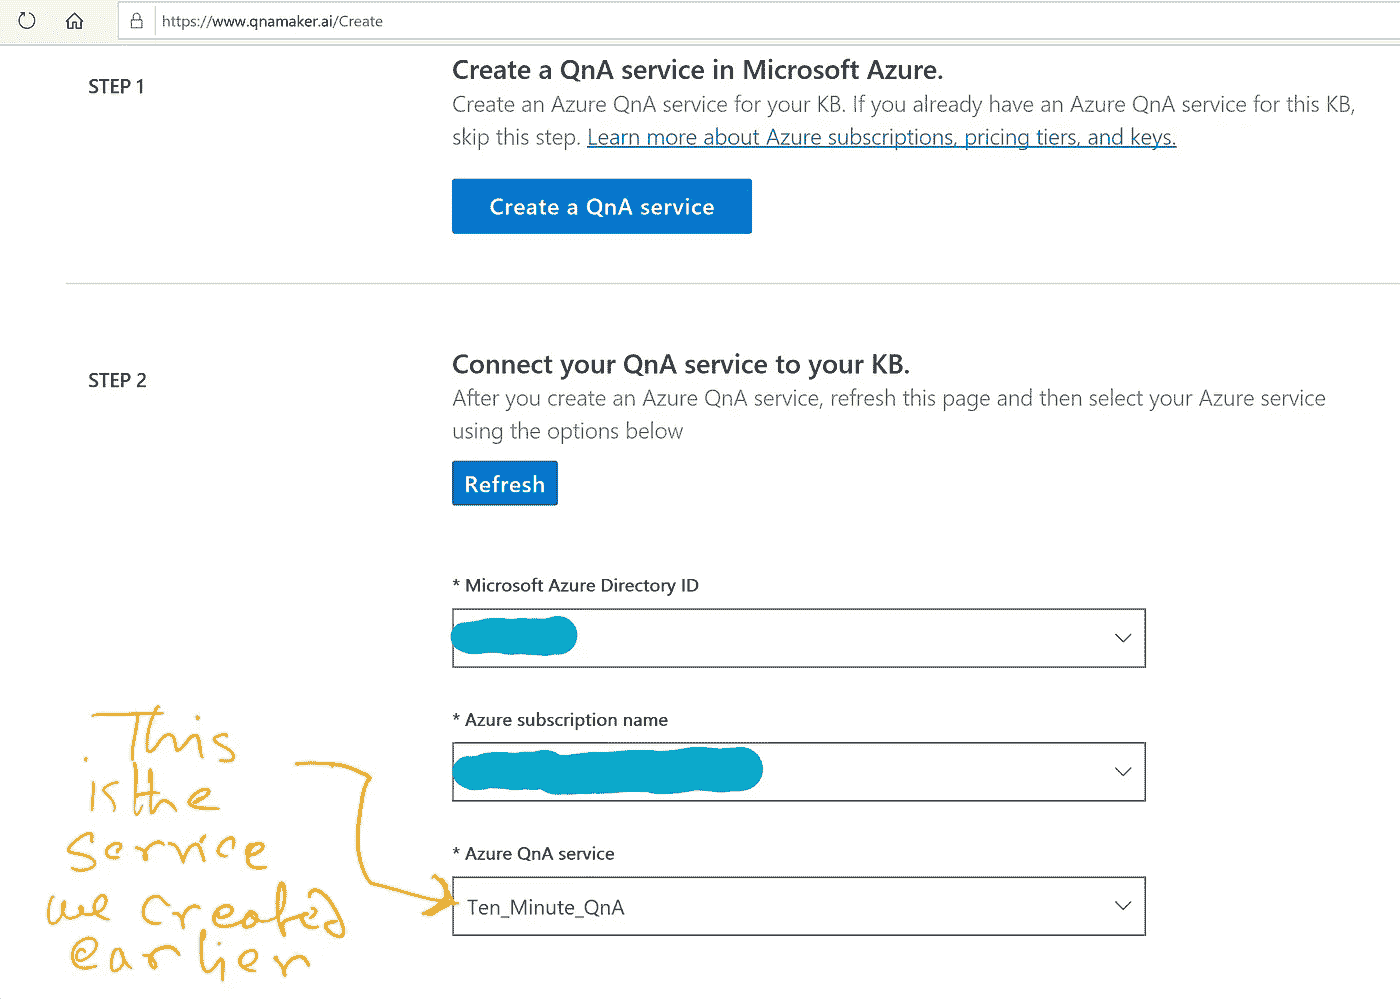 https://www.qnamaker.ai/Create
STEP 1
Create a QnA service in Microsoft Azure.
Create an Azure QnA service for your KB. If you already have an Azure QnA service for this KB,
skip this step. Learn more about Azure subscriptions, pricing tiers, and keys.
Create a QnA service
STEP 2
Connect your QnA service to your KB.
After you create an Azure QnA service, refresh this page and then select your Azure service
using the options below
Refresh
* Microsoft Azure Directory ID
* Azure subscription name
* Azure QnA service
Ten_Minute_QnA
This
is the
service
we created
earlier